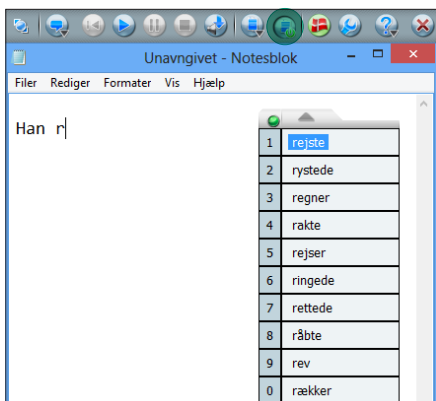 Unavngivet - Notesblok
Filer Rediger Formater Vis Hjælp
Han r
1 rejste
2 rystede
3 regner
4 rakte
5 rejser
6 ringede
7 rettede
8 råbte
9 rev
0 rækker